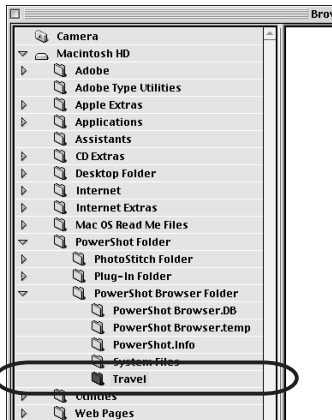 Brow
Camera
Macintosh HD
Adobe
Adobe Type Utilities
Apple Extras
Applications
Assistants
CD Extras
Desktop Folder
Internet
Internet Extras
Mac OS Read Me Files
PowerShot Folder
PhotoStitch Folder
Plug-In Folder
PowerShot Browser Folder
PowerShot Browser.DB
PowerShot Browser.temp
PowerShot.Info
System Files
Travel
Utilities
Web Pages